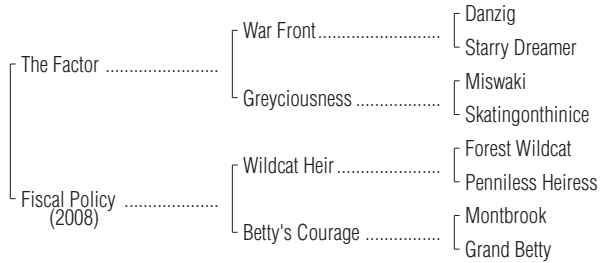 Danzig
War Front
Starry Dreamer
The Factor
Miswaki
Greyciousness
Skatingonthinice
Forest Wildcat
Wildcat Heir
Penniless Heiress
Fiscal Policy
(2008)
Montbrook
Betty's Courage
Grand Betty